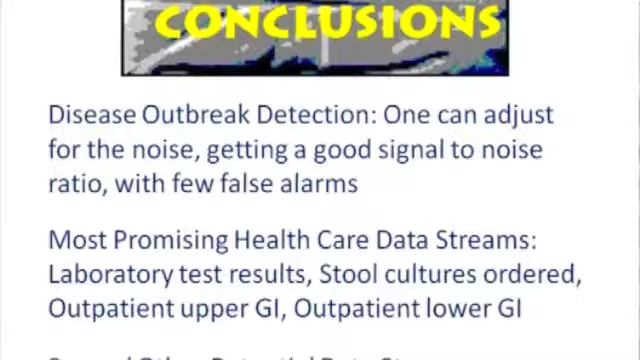 CONCLUSIONS
Disease Outbreak Detection: One can adjust
for the noise, getting a good signal to noise
ratio, with few false alarms
Most Promising Health Care Data Streams:
Laboratory test results, Stool cultures ordered,
Outpatient upper GI, Outpatient lower GI